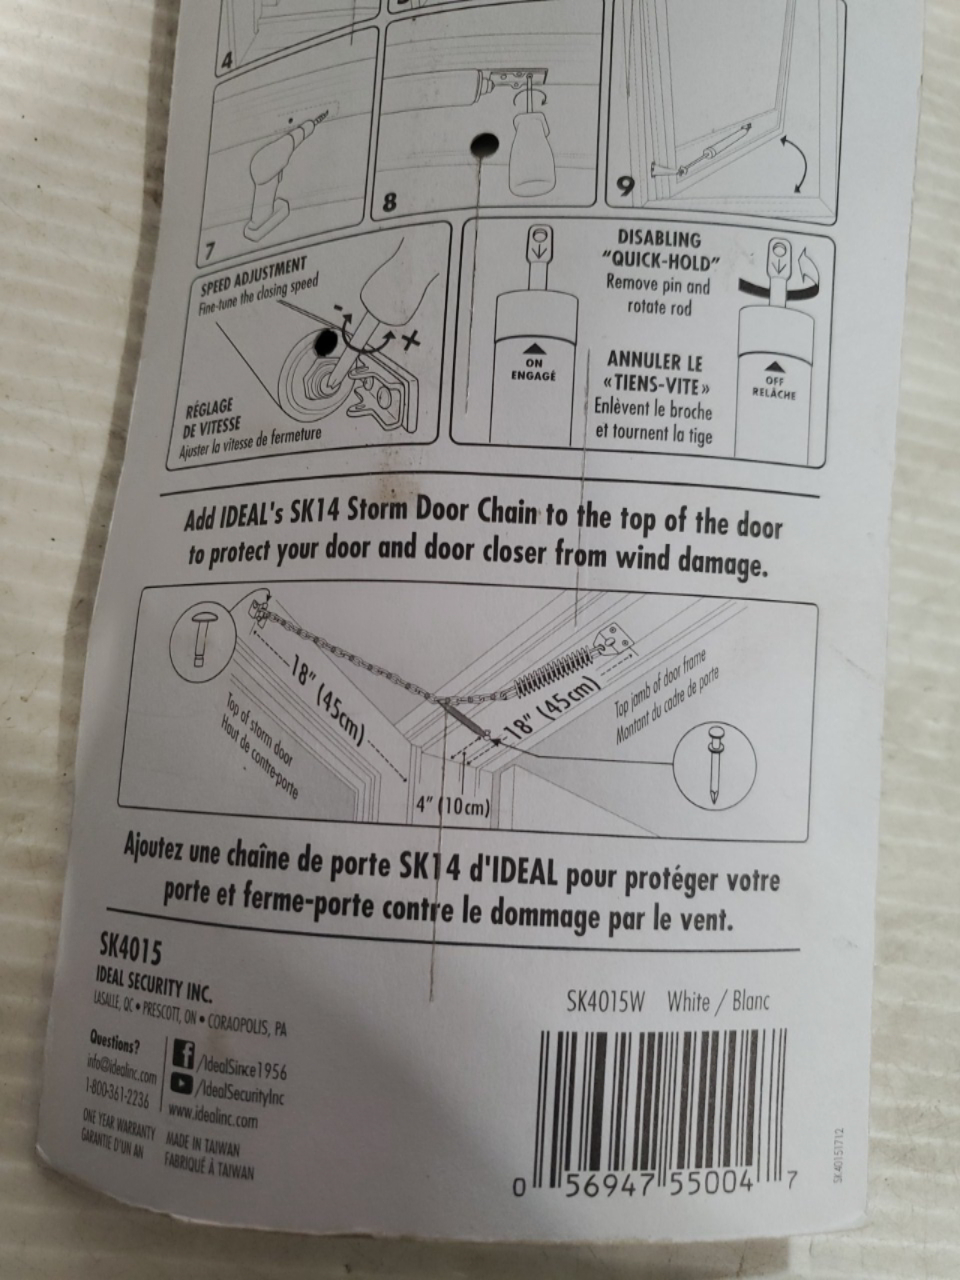 4
7
8
9
SPEED ADJUSTMENT
Fine-tune the closing speed
- +
RÉGLAGE
DE VITESSE
Ajuster la vitesse de fermeture
ON
ENGAGÉ
DISABLING
"QUICK-HOLD"
Remove pin and
rotate rod
ANNULER LE
«TIENS-VITE»
Enlèvent le broche
et tournent la tige
OFF
RELÂCHE
Add IDEAL's SK14 Storm Door Chain to the top of the door
to protect your door and door closer from wind damage.
18" (45cm)
Top of storm door
Haut de contre-porte
18" (45cm)
Top jamb of door frame
Montant du cadre de porte
4" (10cm)
Ajoutez une chaîne de porte SK14 d'IDEAL pour protéger votre
porte et ferme-porte contre le dommage par le vent.
SK4015
IDEAL SECURITY INC.
LASALLE, QC • PRESCOTT, ON • CORAOPOLIS, PA
Questions?
info@idealinc.com
1-800-361-2236
f /IdealSince1956
/IdealSecurityInc
www.idealinc.com
ONE YEAR WARRANTY
GARANTIE D'UN AN
MADE IN TAIWAN
FABRIQUÉ À TAIWAN
SK4015W White / Blanc
0 56947 55004 7